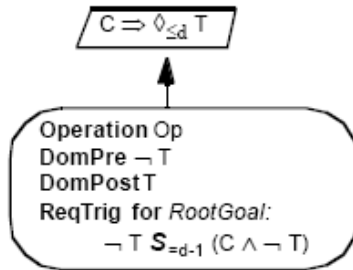 C ⇒ ◊≤d T
Operation Op
DomPre ¬ T
DomPost T
ReqTrig for RootGoal:
¬ T S=d-1 (C ∧ ¬ T)